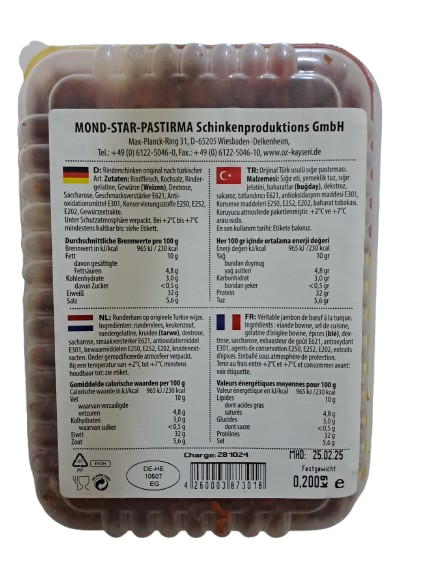 MOND-STAR-PASTIRMA Schinkenproduktions GmbH
Max-Planck-Ring 31, D-65205 Wiesbaden-Delkenheim,
Tel.: +49 (0) 6122-5046-0, Fax.: +49 (0) 6122-5046-10, www.oz-kayseri.de
D: Rinderschinken original nach türkischer
Art. Zutaten: Rindfleisch, Kochsalz, Rinder-
gelatine, Gewürze (Weizen), Dextrose,
Saccharose, Geschmacksverstärker E621, Anti-
oxidationsmittel E301, Konservierungsstoffe E250, E252,
E202, Gewürzextrakte.
Unter Schutzatmosphäre verpackt. Bei +2°C bis +7°C
mindestens haltbar bis: siehe Etikett.
Durchschnittliche Brennwerte pro 100 g
Brennwert in kJ/kcal 965 kJ / 230 kcal
Fett 10 g
davon gesättigte
Fettsäuren 4,8 g
Kohlenhydrate 3,0 g
davon Zucker <0,5 g
Eiweiß 32 g
Salz 5,6 g
TR: Orijinal Türk usulü sığır pastırması.
Malzemesi: Sığır eti, yemeklik tuz, sığır
jelatini, baharatlar (buğday), dekstroz,
sakaroz, tatlandırıcı E621, antioksidasyon maddesi E301,
Konserve maddeleri E250, E252, E202, baharat tabakası.
Koruyucu atmosferde paketlenmiştir. +2°C ve +7°C
arası ısıda.
En son kullanım tarihi: Etikete bakınız.
Her 100 gr içinde ortalama enerji değeri
Enerji değeri kJ/kcal 965 kJ / 230 kcal
Yağ 10 gr
bundan doymuş
yağ asitleri 4,8 gr
Karbonhidrat 3,0 gr
bundan şeker <0,5 gr
Protein 32 gr
Tuz 5,6 gr
NL: Runderham op originele Turkse wijze.
Ingrediënten: rundervlees, keukenzout,
rundergelatine, kruiden (tarwe), dextrose,
saccharose, smaakversterker E621, antioxidatiemiddel
E301, bewaarmiddelen E250, E252, E202, kruidenext-
racten. Onder gemodificeerde atmosfeer verpakt.
Bij een temperatuur van +2°C tot +7°C minstens
houdbaar tot: zie etiket.
Gemiddelde calorische waarden per 100 g
Calorische waarde in kJ/kcal 965 kJ / 230 kcal
Vet 10 g
waarvan verzadigde
vetzuren 4,8 g
Kolhydraten 3,0 g
waarvan suiker <0,5 g
Eiwit 32 g
Zout 5,6 g
FR: Véritable jambon de bœuf à la turque.
Ingrédients : viande bovine, sel de cuisine,
gélatine d'origine bovine, épices (blé), dex-
trose, saccharose, exhausteur de goût E621, antioxydant
E301, agents de conservation E250, E252, E202, extraits
d'épices. Embalé sous atmosphère de protection.
Tenir au frais entre +2°C et +7°C et consommer avant:
voir étiquette.
Valeurs énergétiques moyennes pour 100 g
Valeur énergétique en kJ/kcal 965 kJ / 230 kcal
Lipides 10 g
dont acides gras
saturés 4,8 g
Glucides 3,0 g
dont sucre <0,5 g
Protéines 32 g
Sel 5,6 g
Charge: 281024
MHD: 25.02.25
Festgewicht
0,200 KG e
PP
EVOH
DE-HE
10507
EG
4 260003 873018